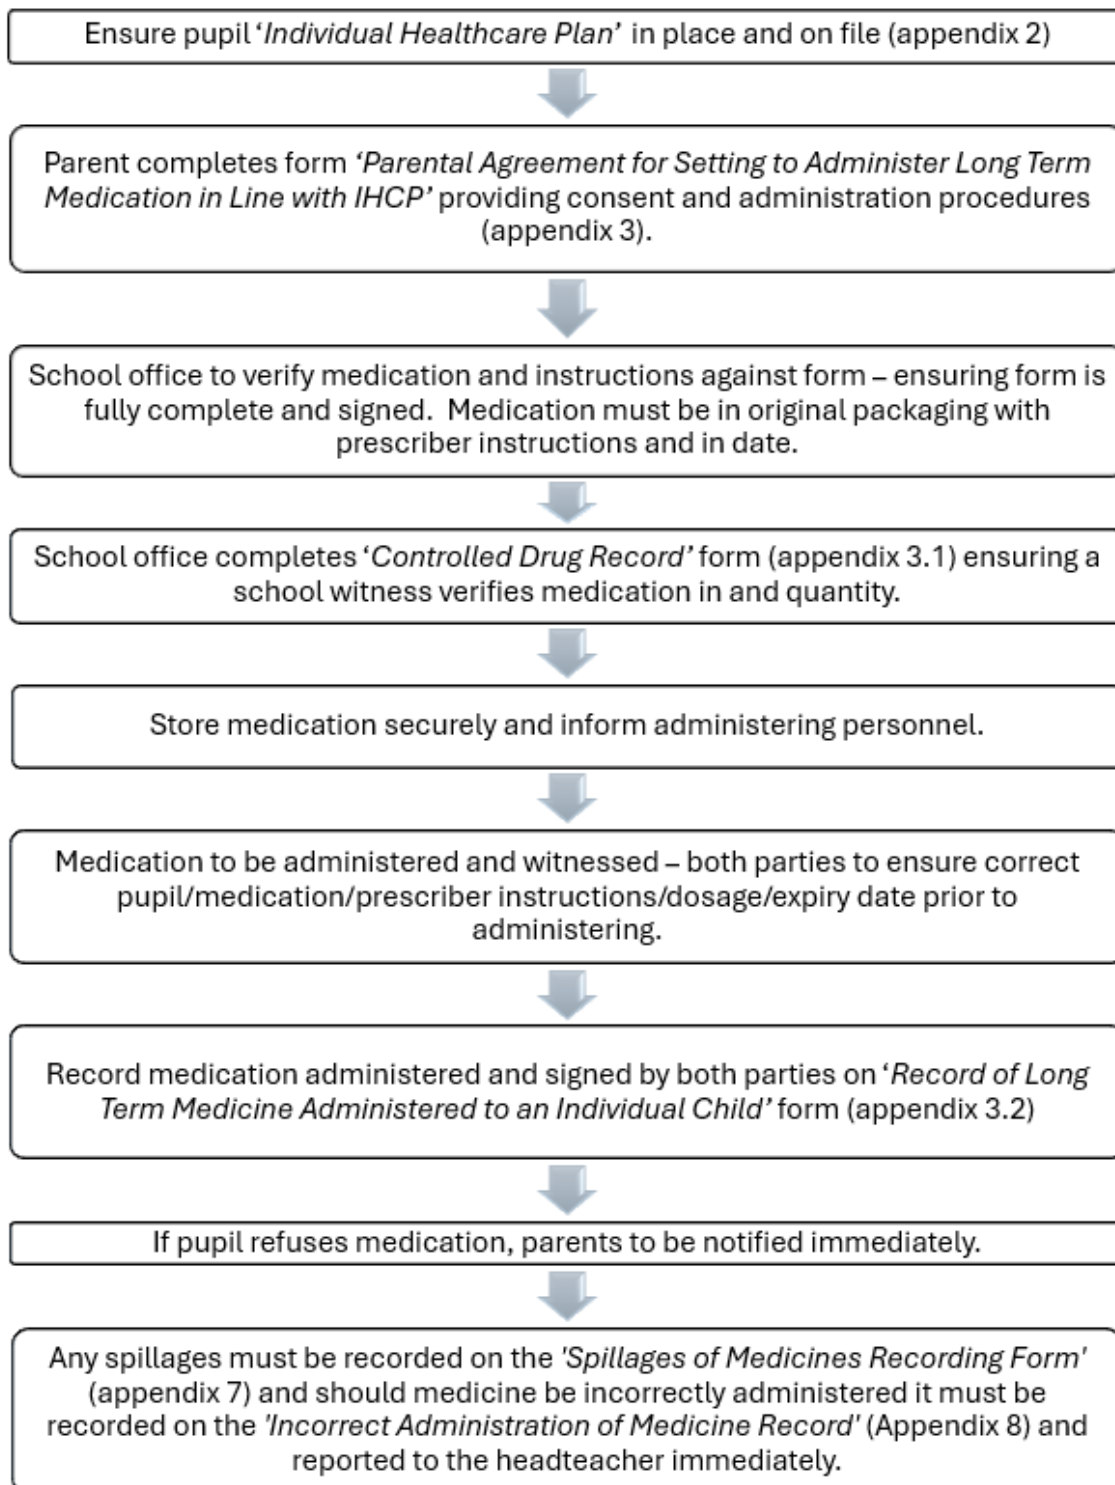 Ensure pupil ‘Individual Healthcare Plan’ in place and on file (appendix 2)
Parent completes form ‘Parental Agreement for Setting to Administer Long Term
Medication in Line with IHCP’ providing consent and administration procedures
(appendix 3).
School office to verify medication and instructions against form – ensuring form is
fully complete and signed. Medication must be in original packaging with
prescriber instructions and in date.
School office completes ‘Controlled Drug Record’ form (appendix 3.1) ensuring a
school witness verifies medication in and quantity.
Store medication securely and inform administering personnel.
Medication to be administered and witnessed – both parties to ensure correct
pupil/medication/prescriber instructions/dosage/expiry date prior to
administering.
Record medication administered and signed by both parties on ‘Record of Long
Term Medicine Administered to an Individual Child’ form (appendix 3.2)
If pupil refuses medication, parents to be notified immediately.
Any spillages must be recorded on the 'Spillages of Medicines Recording Form'
(appendix 7) and should medicine be incorrectly administered it must be
recorded on the 'Incorrect Administration of Medicine Record' (Appendix 8) and
reported to the headteacher immediately.